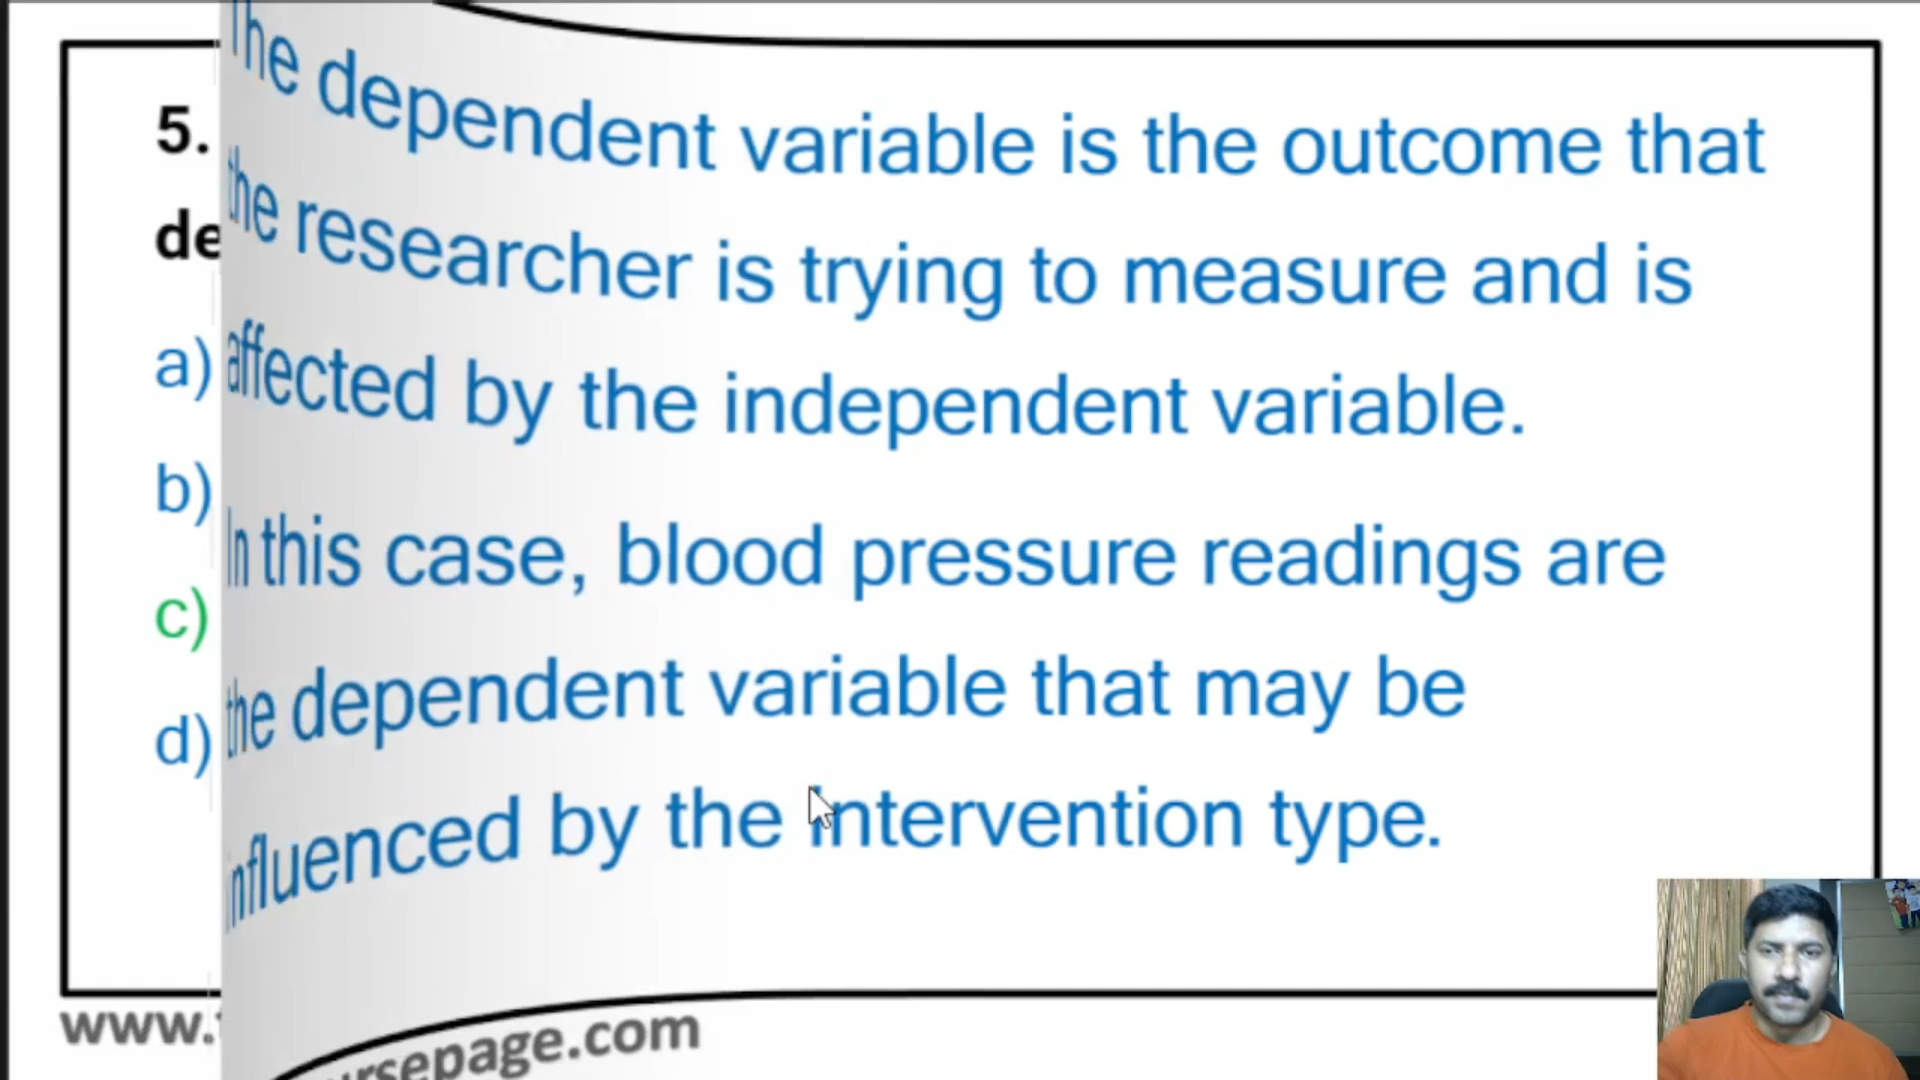 5.
de
a)
b)
c)
d)
The dependent variable is the outcome that
the researcher is trying to measure and is
affected by the independent variable.
In this case, blood pressure readings are
the dependent variable that may be
influenced by the intervention type.
www.
ursepage.com